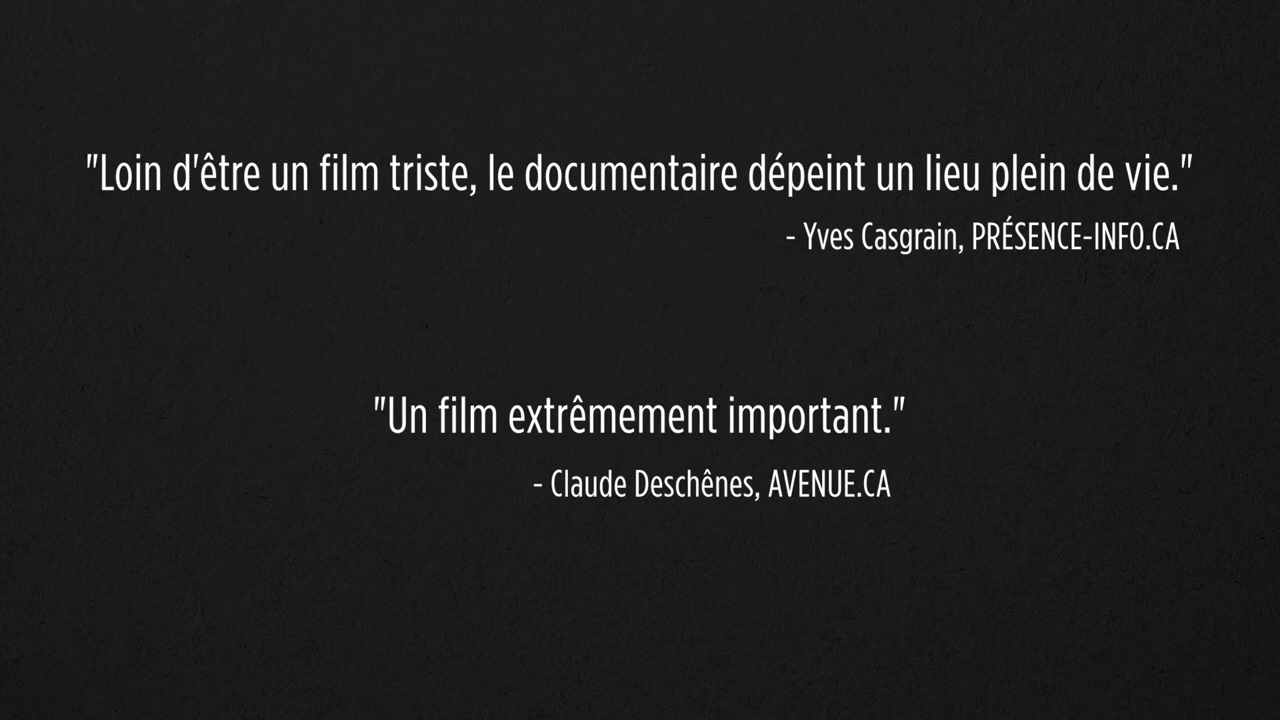 "Loin d'être un film triste, le documentaire dépeint un lieu plein de vie."
- Yves Casgrain, PRÉSENCE-INFO.CA
"Un film extrêmement important."
- Claude Deschênes, AVENUE.CA